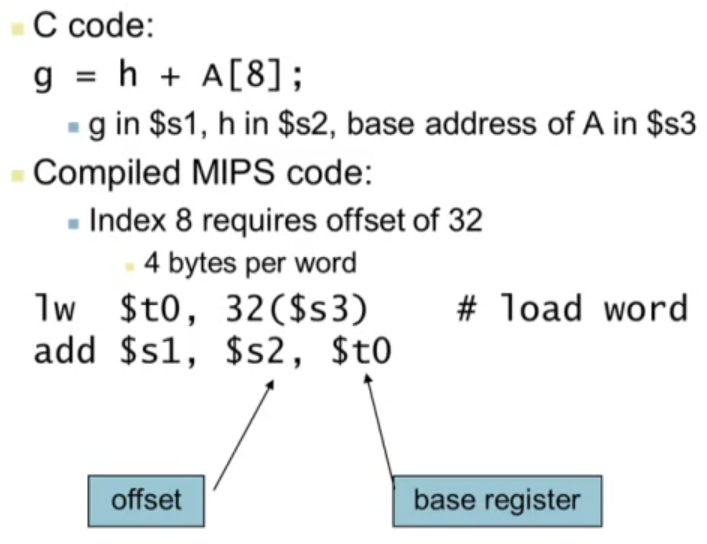 C code:
g = h + A[8];
g in $s1, h in $s2, base address of A in $s3
Compiled MIPS code:
Index 8 requires offset of 32
4 bytes per word
lw $t0, 32($s3) # load word
add $s1, $s2, $t0
offset
base register